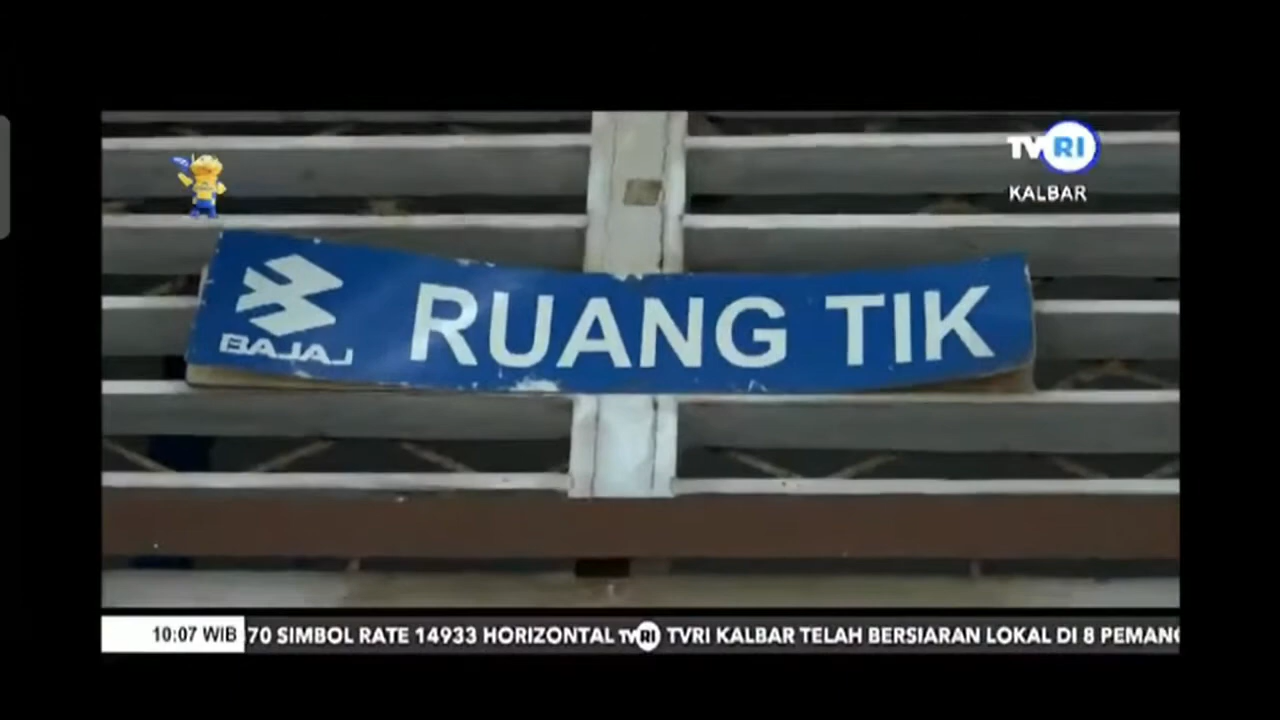 TVRI
KALBAR
RUANG TIK
BAJAJ
10:07 WIB
70 SIMBOL RATE 14933 HORIZONTAL TVRI TVRI KALBAR TELAH BERSIARAN LOKAL DI 8 PEMANC